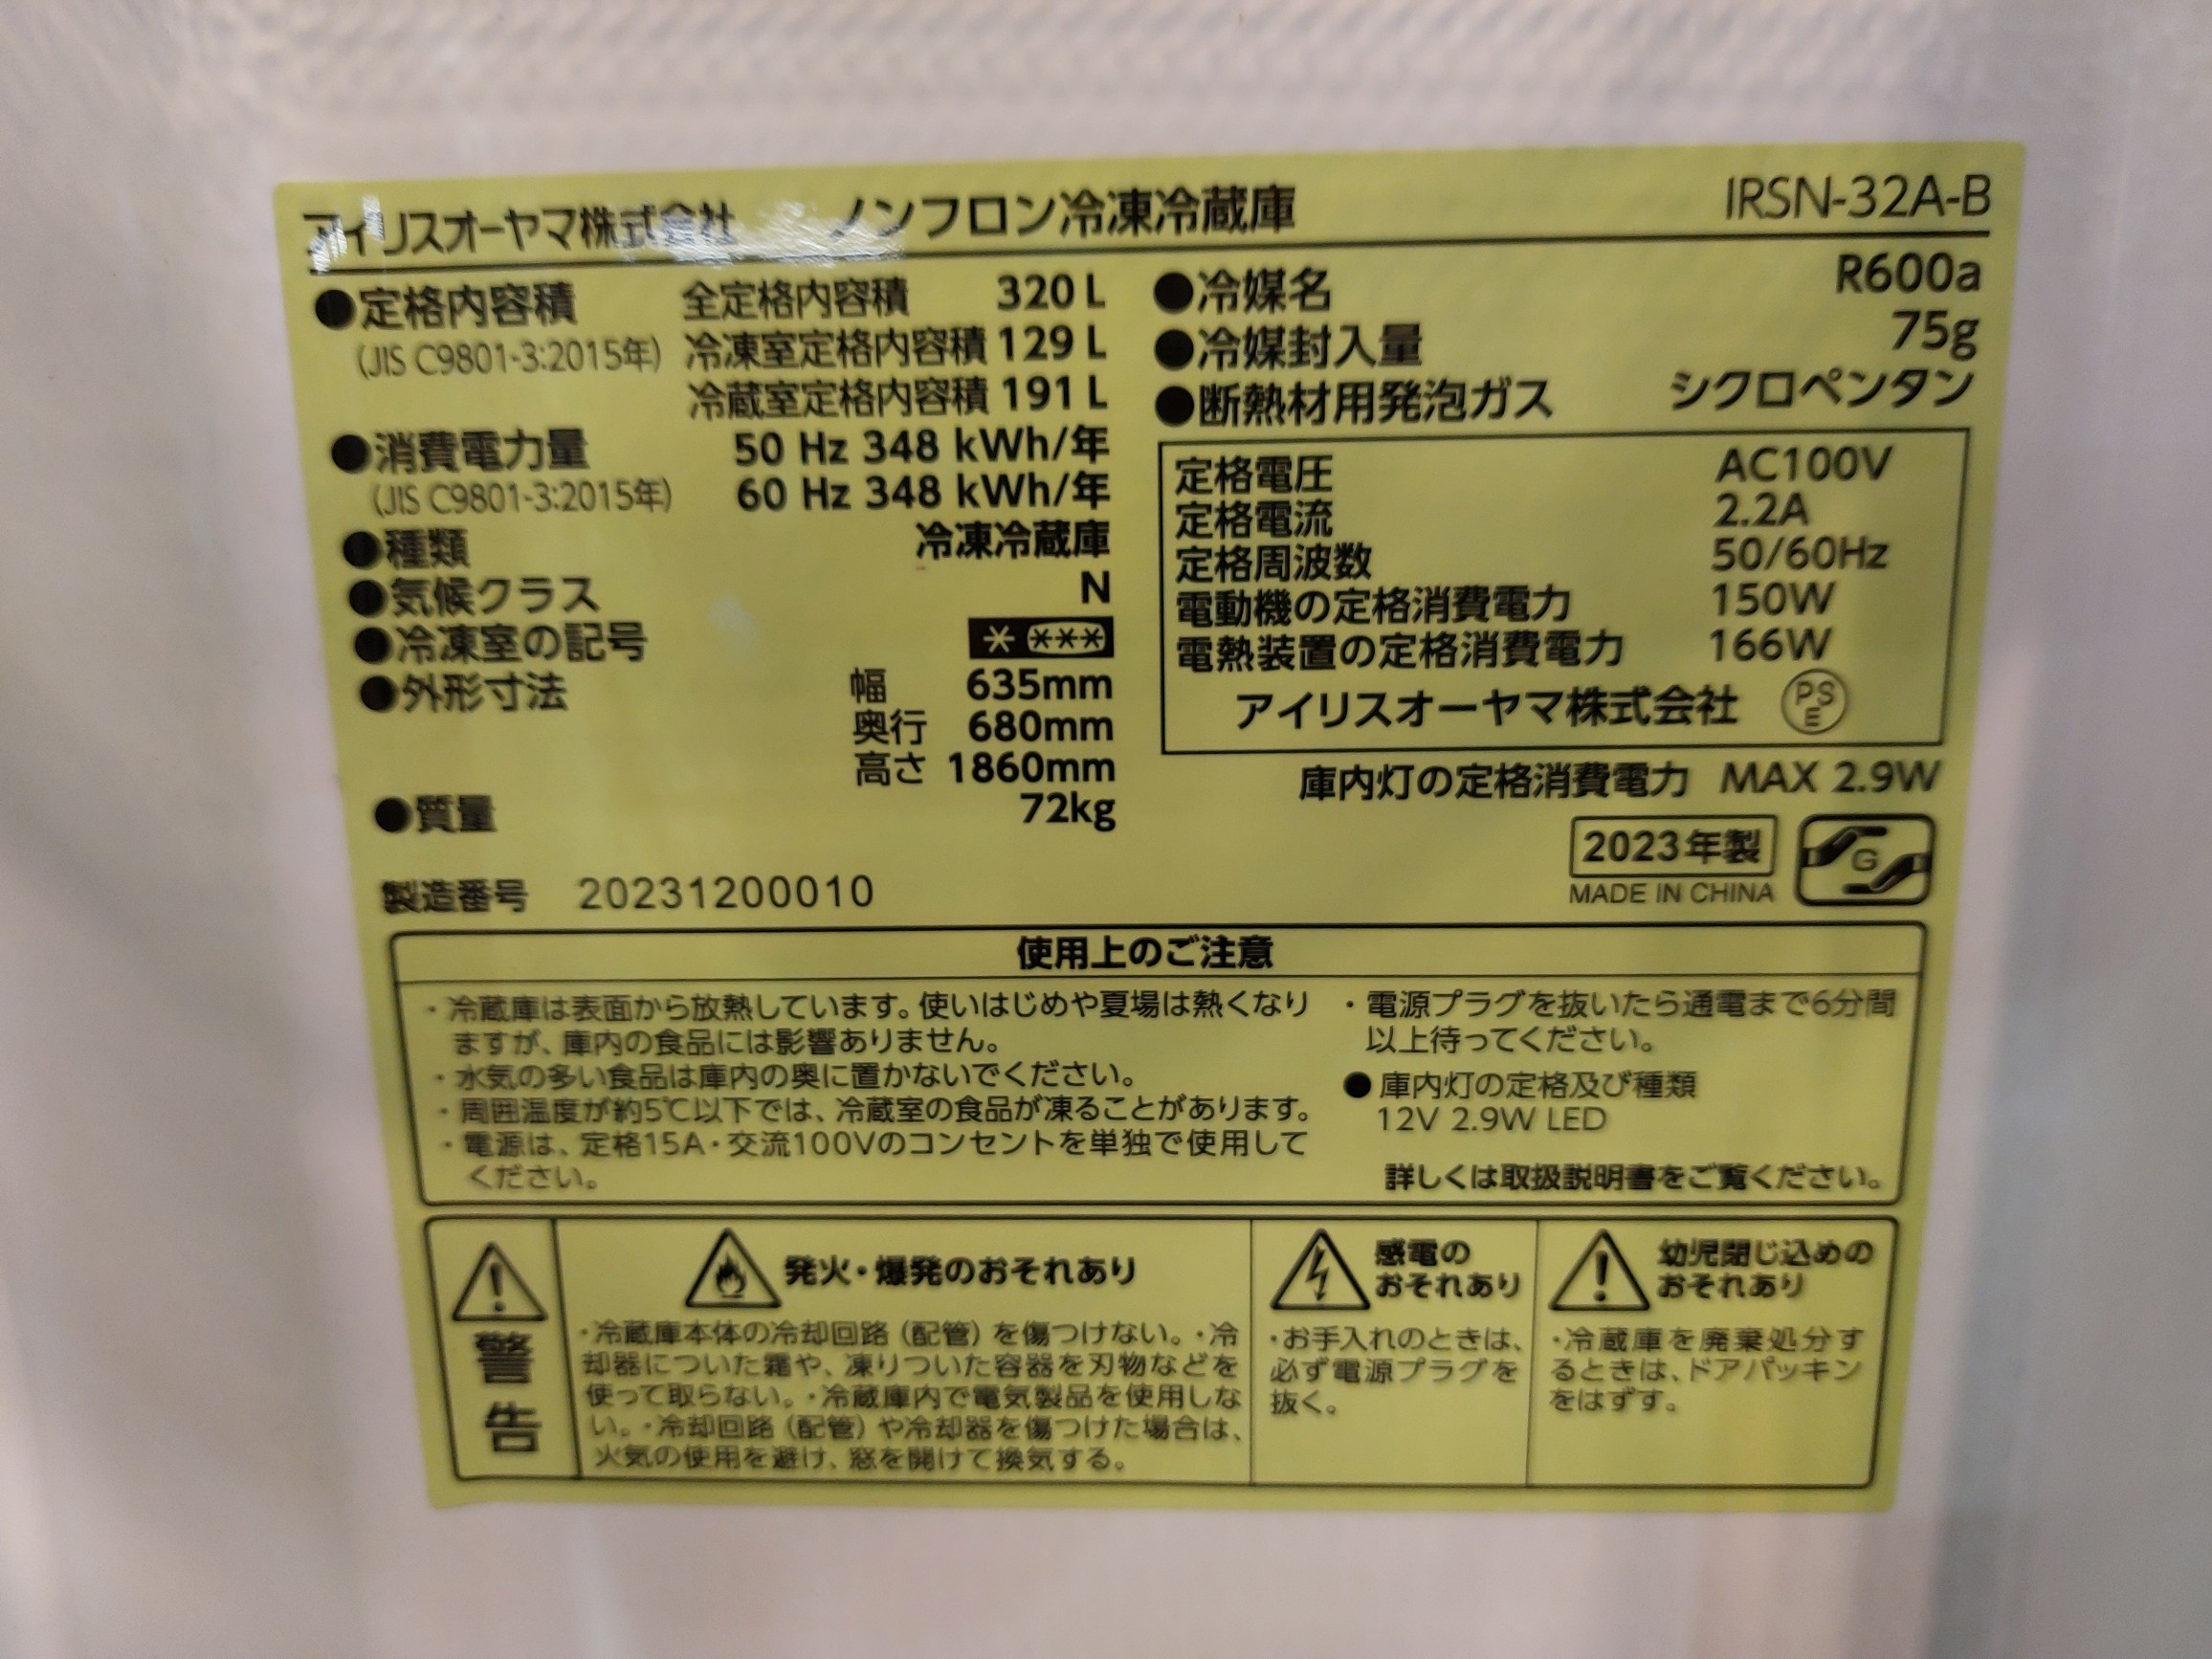 アイリスオーヤマ株式会社 ノンフロン冷凍冷蔵庫 IRSN-32A-B
●定格内容積 全定格内容積 320 L
(JIS C9801-3:2015年) 冷凍室定格内容積 129 L
冷蔵室定格内容積 191 L
●消費電力量 50 Hz 348 kWh/年
(JIS C9801-3:2015年) 60 Hz 348 kWh/年
●種類 冷凍冷蔵庫
●気候クラス N
●冷凍室の記号 * ***
●外形寸法 幅 635mm
奥行 680mm
高さ 1860mm
●質量 72kg
製造番号 20231200010
●冷媒名 R600a
●冷媒封入量 75g
●断熱材用発泡ガス シクロペンタン
定格電圧 AC100V
定格電流 2.2A
定格周波数 50/60Hz
電動機の定格消費電力 150W
電熱装置の定格消費電力 166W
アイリスオーヤマ株式会社 PSE
庫内灯の定格消費電力 MAX 2.9W
2023年製
MADE IN CHINA
G
使用上のご注意
・冷蔵庫は表面から放熱しています。使いはじめや夏場は熱くなり
ますが、庫内の食品には影響ありません。
・水気の多い食品は庫内の奥に置かないでください。
・周囲温度が約5℃以下では、冷蔵室の食品が凍ることがあります。
・電源は、定格15A・交流100Vのコンセントを単独で使用して
ください。
・電源プラグを抜いたら通電まで6分間
以上待ってください。
●庫内灯の定格及び種類
12V 2.9W LED
詳しくは取扱説明書をご覧ください。
警告
発火・爆発のおそれあり
・冷蔵庫本体の冷却回路（配管）を傷つけない。・冷
却器についた霜や、凍りついた容器を刃物などを
使って取らない。・冷蔵庫内で電気製品を使用しな
い。・冷却回路（配管）や冷却器を傷つけた場合は、
火気の使用を避け、窓を開けて換気する。
感電の
おそれあり
・お手入れのときは、
必ず電源プラグを
抜く。
幼児閉じ込めの
おそれあり
・冷蔵庫を廃棄処分す
るときは、ドアパッキン
をはずす。